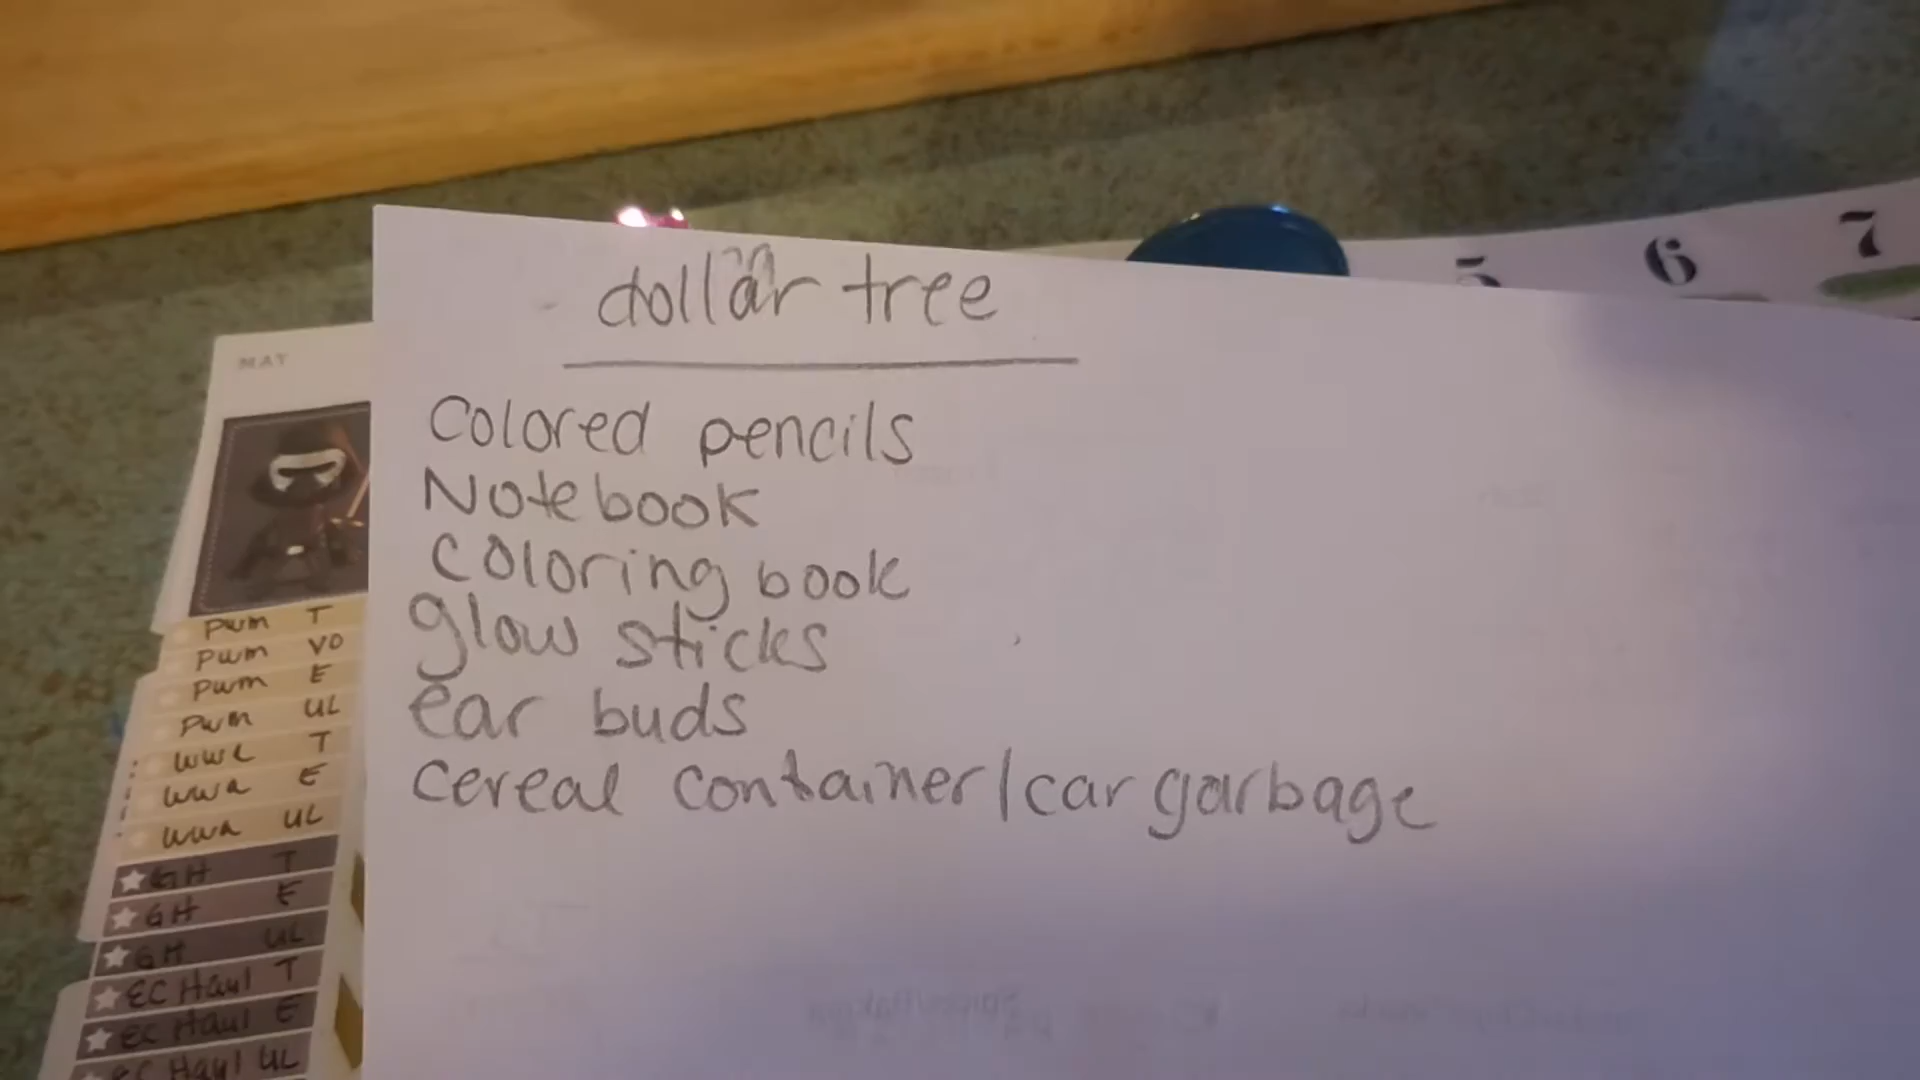 dollar tree
Colored pencils
Notebook
coloring book
glow sticks
ear buds
cereal container/car garbage
5 6 7
MAY
PWM T
PWM VO
PWM E
PWM UL
WWA T
WWA E
WWA UL
GH T
GH E
GH UL
EC Haul T
EC Haul E
EC Haul UL